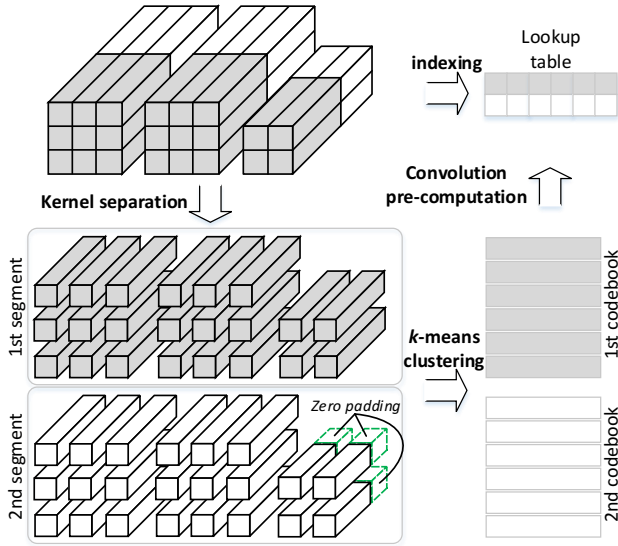 indexing
Lookup
table
Kernel separation
Convolution
pre-computation
1st segment
k-means
clustering
1st codebook
Zero padding
2nd segment
2nd codebook